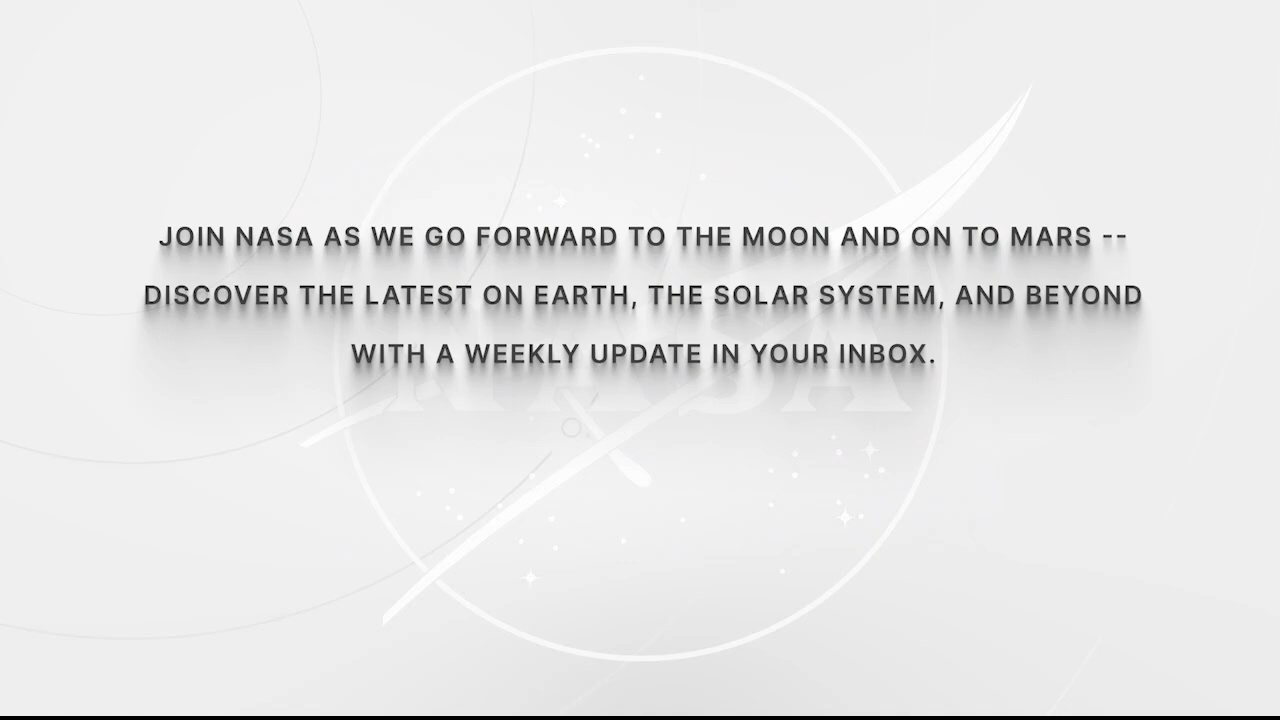 JOIN NASA AS WE GO FORWARD TO THE MOON AND ON TO MARS --
DISCOVER THE LATEST ON EARTH, THE SOLAR SYSTEM, AND BEYOND
WITH A WEEKLY UPDATE IN YOUR INBOX.
NASA